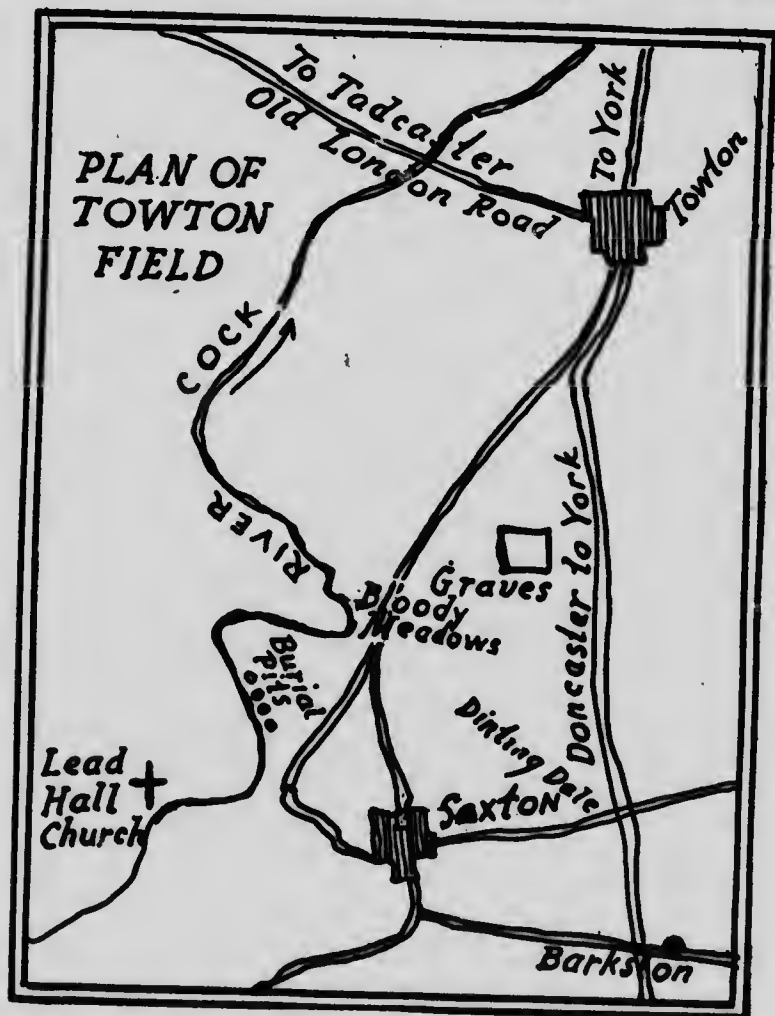 To Tadcaster
Old London Road
To York
Towton
PLAN OF
TOWTON
FIELD
COCK
RIVER
Doncaster to York
Graves
Bloody
Meadows
Burial
Pits
Dinting Dale
Lead
Hall
Church
SaxTON
Barkston